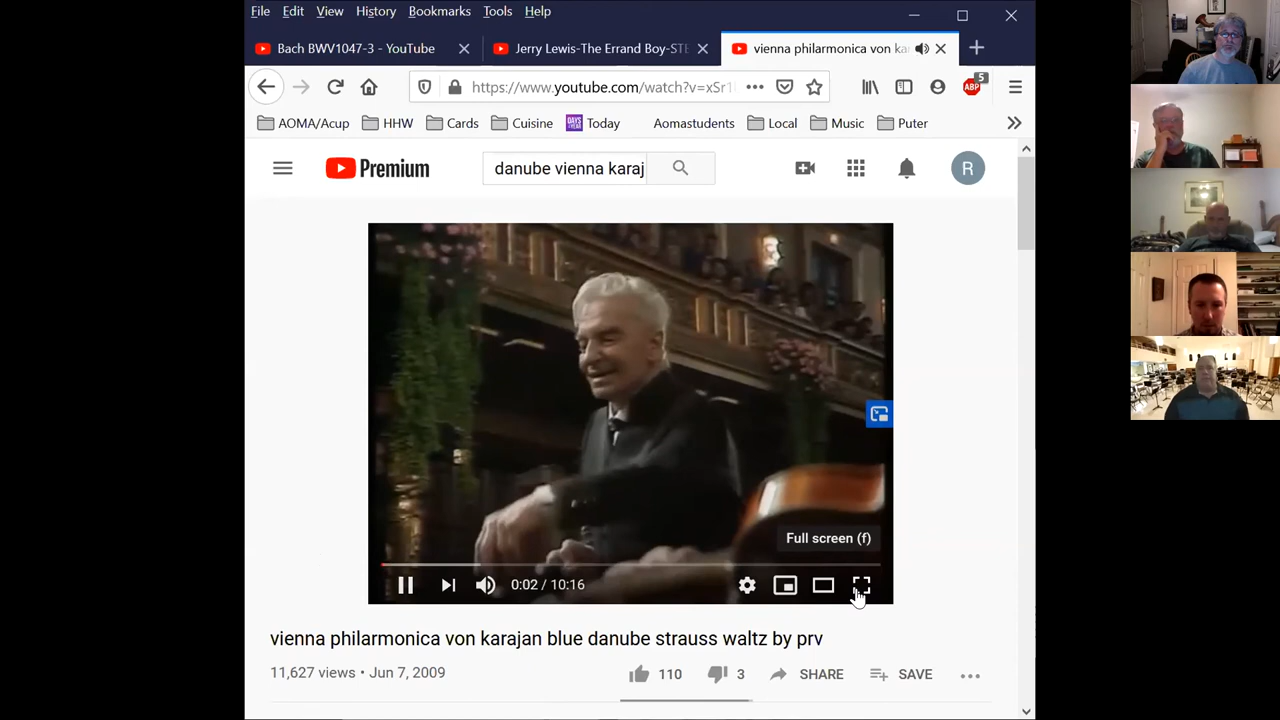 File Edit View History Bookmarks Tools Help
Bach BWV1047-3 - YouTube
Jerry Lewis-The Errand Boy-STE
vienna philarmonica von ka
https://www.youtube.com/watch?v=xSr1
5
ABP
AOMA/Acup HHW Cards Cuisine Today Aomastudents Local Music Puter
Premium
danube vienna karaj
R
Full screen (f)
0:02 / 10:16
vienna philarmonica von karajan blue danube strauss waltz by prv
11,627 views • Jun 7, 2009
110 3 SHARE SAVE